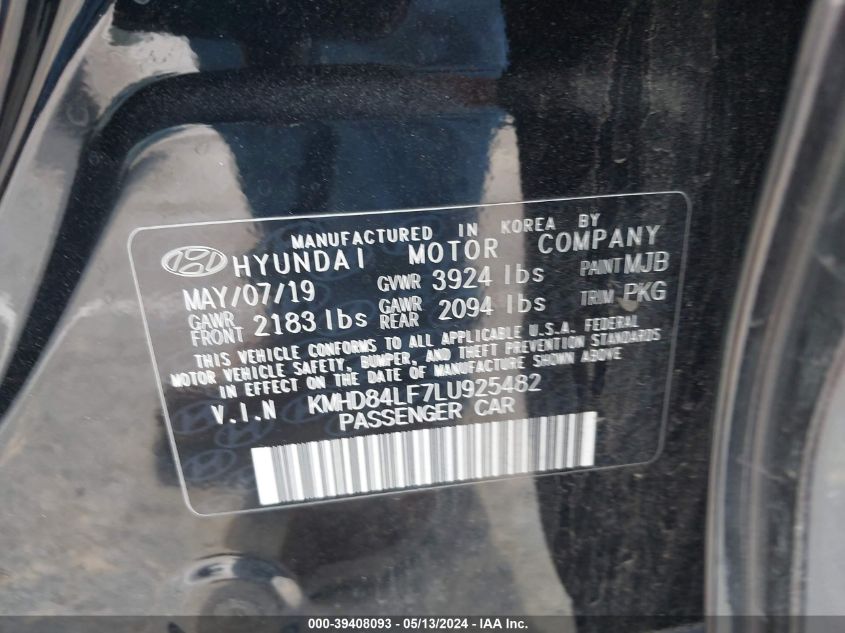 MANUFACTURED IN KOREA BY
HYUNDAI MOTOR COMPANY
MAY/07/19 GVWR 3924 lbs PAINT MJB
GAWR FRONT 2183 lbs GAWR REAR 2094 lbs TRIM PKG
THIS VEHICLE CONFORMS TO ALL APPLICABLE U.S.A. FEDERAL
MOTOR VEHICLE SAFETY, BUMPER, AND THEFT PREVENTION STANDARDS
IN EFFECT ON THE DATE OF MANUFACTURE SHOWN ABOVE
V.I.N KMHD84LF7LU925482
PASSENGER CAR
000-39408093 - 05/13/2024 - IAA Inc.